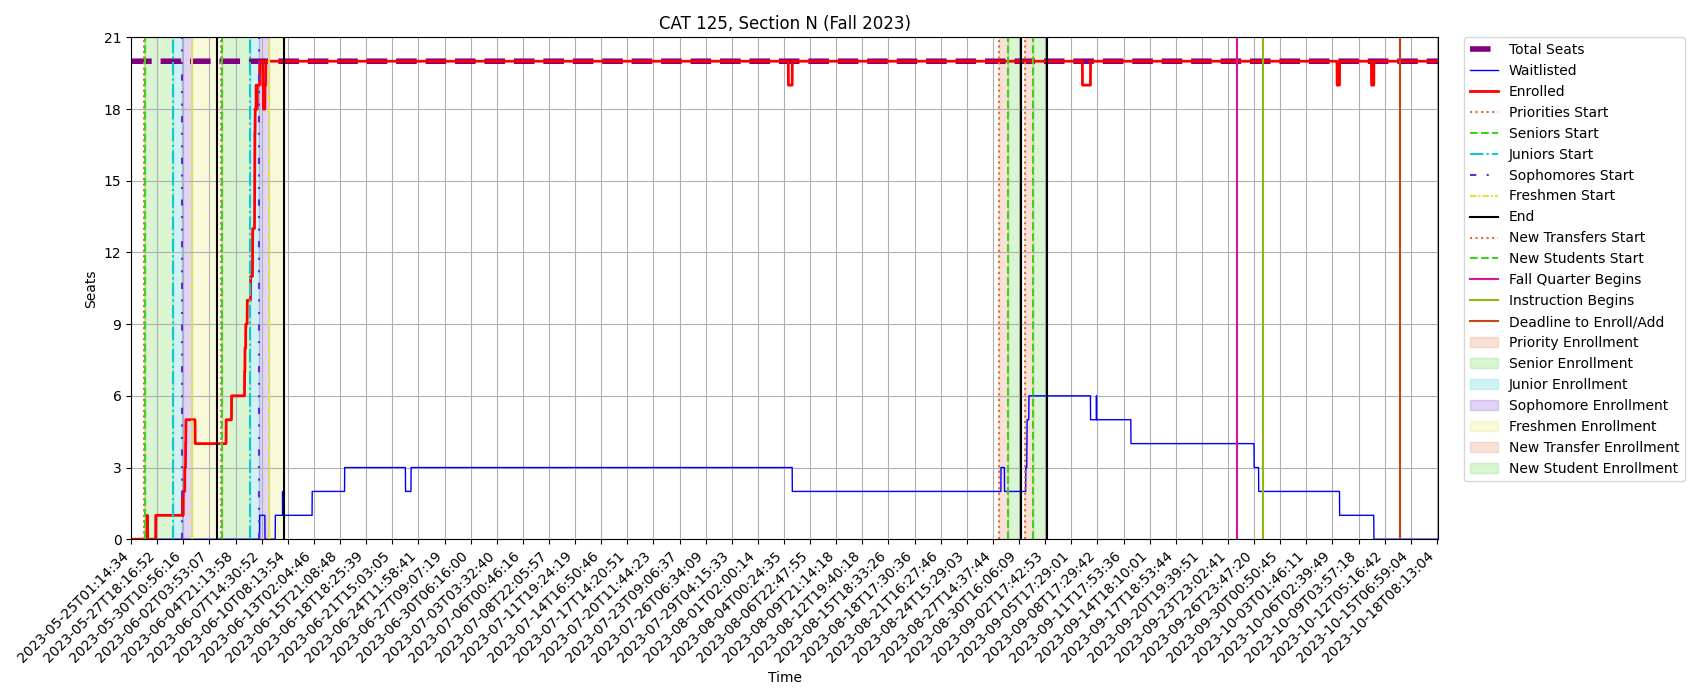 CAT 125, Section N (Fall 2023)
21
18
15
12
9
6
3
0
Seats
2023-05-25T01:14:34
2023-05-27T18:16:52
2023-05-30T10:56:16
2023-06-02T03:53:07
2023-06-04T21:13:58
2023-06-07T14:30:52
2023-06-10T08:13:54
2023-06-13T02:04:46
2023-06-15T21:08:48
2023-06-18T18:25:39
2023-06-21T15:03:05
2023-06-24T11:58:41
2023-06-27T09:07:19
2023-06-30T06:16:00
2023-07-03T03:32:40
2023-07-06T00:46:16
2023-07-08T22:05:57
2023-07-11T19:24:19
2023-07-14T16:50:46
2023-07-17T14:20:51
2023-07-20T11:44:23
2023-07-23T09:06:37
2023-07-26T06:34:09
2023-07-29T04:15:33
2023-08-01T02:00:14
2023-08-04T00:24:35
2023-08-06T22:47:55
2023-08-09T21:14:18
2023-08-12T19:40:18
2023-08-15T18:33:26
2023-08-18T17:30:36
2023-08-21T16:27:46
2023-08-24T15:29:03
2023-08-27T14:37:44
2023-08-30T16:06:09
2023-09-02T17:42:53
2023-09-05T17:29:01
2023-09-08T17:29:42
2023-09-11T17:53:36
2023-09-14T18:10:01
2023-09-17T18:53:44
2023-09-20T19:39:51
2023-09-23T23:02:41
2023-09-26T23:47:20
2023-09-30T00:50:45
2023-10-03T01:46:11
2023-10-06T02:39:49
2023-10-09T03:57:18
2023-10-12T05:16:42
2023-10-15T06:59:04
2023-10-18T08:13:04
Time
Total Seats
Waitlisted
Enrolled
Priorities Start
Seniors Start
Juniors Start
Sophomores Start
Freshmen Start
End
New Transfers Start
New Students Start
Fall Quarter Begins
Instruction Begins
Deadline to Enroll/Add
Priority Enrollment
Senior Enrollment
Junior Enrollment
Sophomore Enrollment
Freshmen Enrollment
New Transfer Enrollment
New Student Enrollment